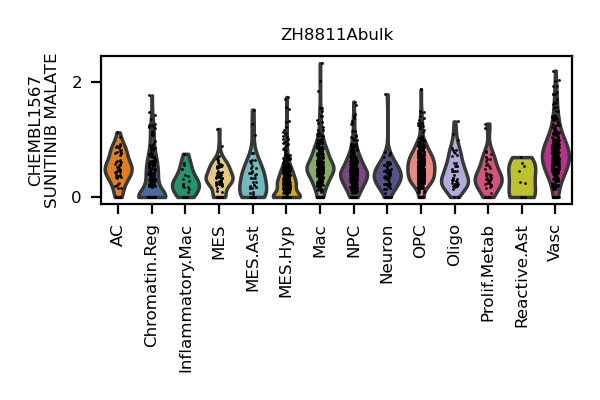 ZH8811Abulk
CHEMBL1567
SUNITINIB MALATE
2
0
AC
Chromatin.Reg
Inflammatory.Mac
MES
MES.Ast
MES.Hyp
Mac
NPC
Neuron
OPC
Oligo
Prolif.Metab
Reactive.Ast
Vasc